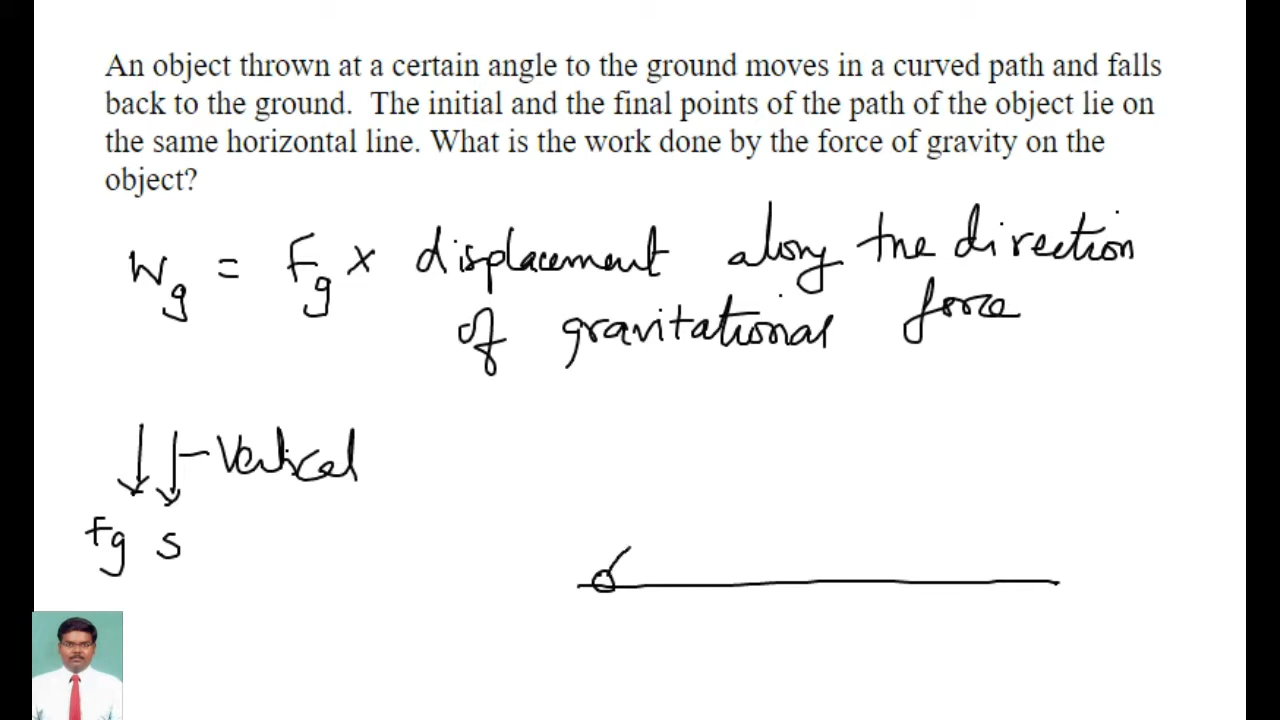 An object thrown at a certain angle to the ground moves in a curved path and falls
back to the ground. The initial and the final points of the path of the object lie on
the same horizontal line. What is the work done by the force of gravity on the
object?
Wg = Fg × displacement along the direction
of gravitational force
Vertical
Fg s